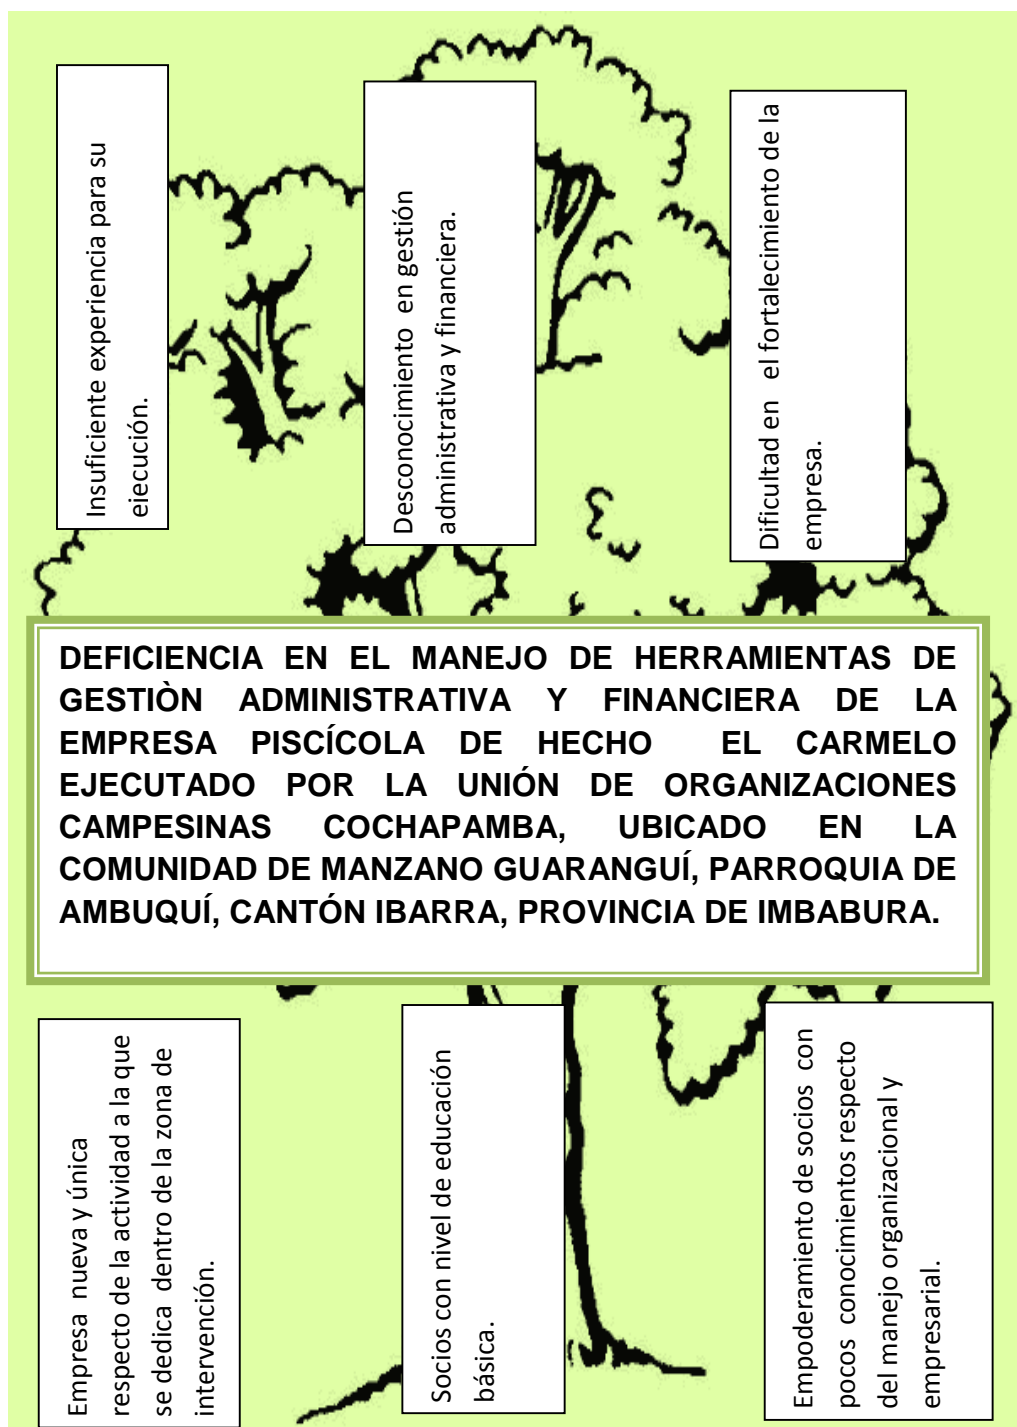 Insuficiente experiencia para su
eiecución.
Desconocimiento en gestión
administrativa y financiera.
Dificultad en el fortalecimiento de la
empresa.
DEFICIENCIA EN EL MANEJO DE HERRAMIENTAS DE
GESTIÒN ADMINISTRATIVA Y FINANCIERA DE LA
EMPRESA PISCÍCOLA DE HECHO EL CARMELO
EJECUTADO POR LA UNIÓN DE ORGANIZACIONES
CAMPESINAS COCHAPAMBA, UBICADO EN LA
COMUNIDAD DE MANZANO GUARANGUÍ, PARROQUIA DE
AMBUQUÍ, CANTÓN IBARRA, PROVINCIA DE IMBABURA.
Empresa nueva y única
respecto de la actividad a la que
se dedica dentro de la zona de
intervención.
Socios con nivel de educación
básica.
Empoderamiento de socios con
pocos conocimientos respecto
del manejo organizacional y
empresarial.